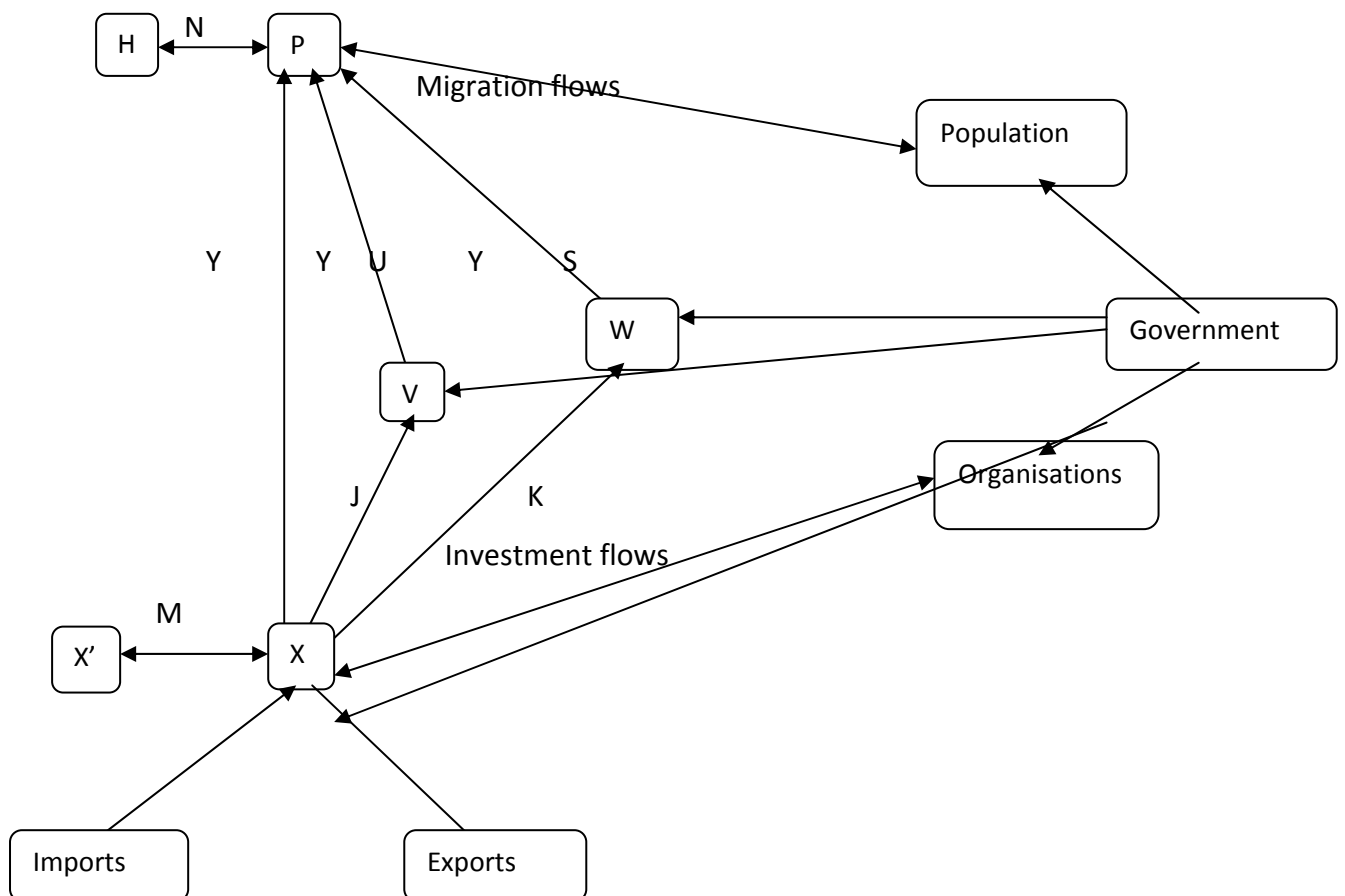 H
N
P
Migration flows
Population
Y
Y
U
Y
S
W
Government
V
J
K
Organisations
Investment flows
M
X’
X
Imports
Exports